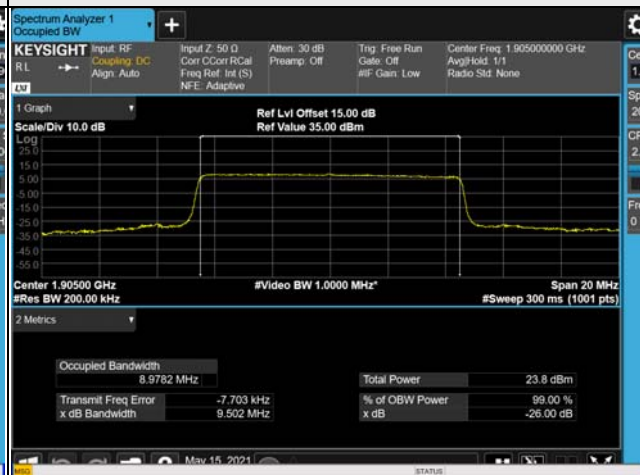 Spectrum Analyzer 1
Occupied BW
+
KEYSIGHT
RL
LXI
Input: RF
Coupling: DC
Align: Auto
Input Z: 50 Ω
Corr CCorr RCal
Freq Ref: Int (S)
NFE: Adaptive
Atten: 30 dB
Preamp: Off
Trig: Free Run
Gate: Off
#IF Gain: Low
Center Freq: 1.905000000 GHz
Avg|Hold: 1/1
Radio Std: None
1 Graph
Scale/Div 10.0 dB
Ref Lvl Offset 15.00 dB
Ref Value 35.00 dBm
Log
25.0
15.0
5.00
-5.00
-15.0
-25.0
-35.0
-45.0
-55.0
Center 1.90500 GHz
#Video BW 1.0000 MHz*
Span 20 MHz
#Res BW 200.00 kHz
#Sweep 300 ms (1001 pts)
2 Metrics
Occupied Bandwidth
8.9782 MHz
Total Power 23.8 dBm
Transmit Freq Error -7.703 kHz
% of OBW Power 99.00 %
x dB Bandwidth 9.502 MHz
x dB -26.00 dB
May 15, 2021
MSG
STATUS